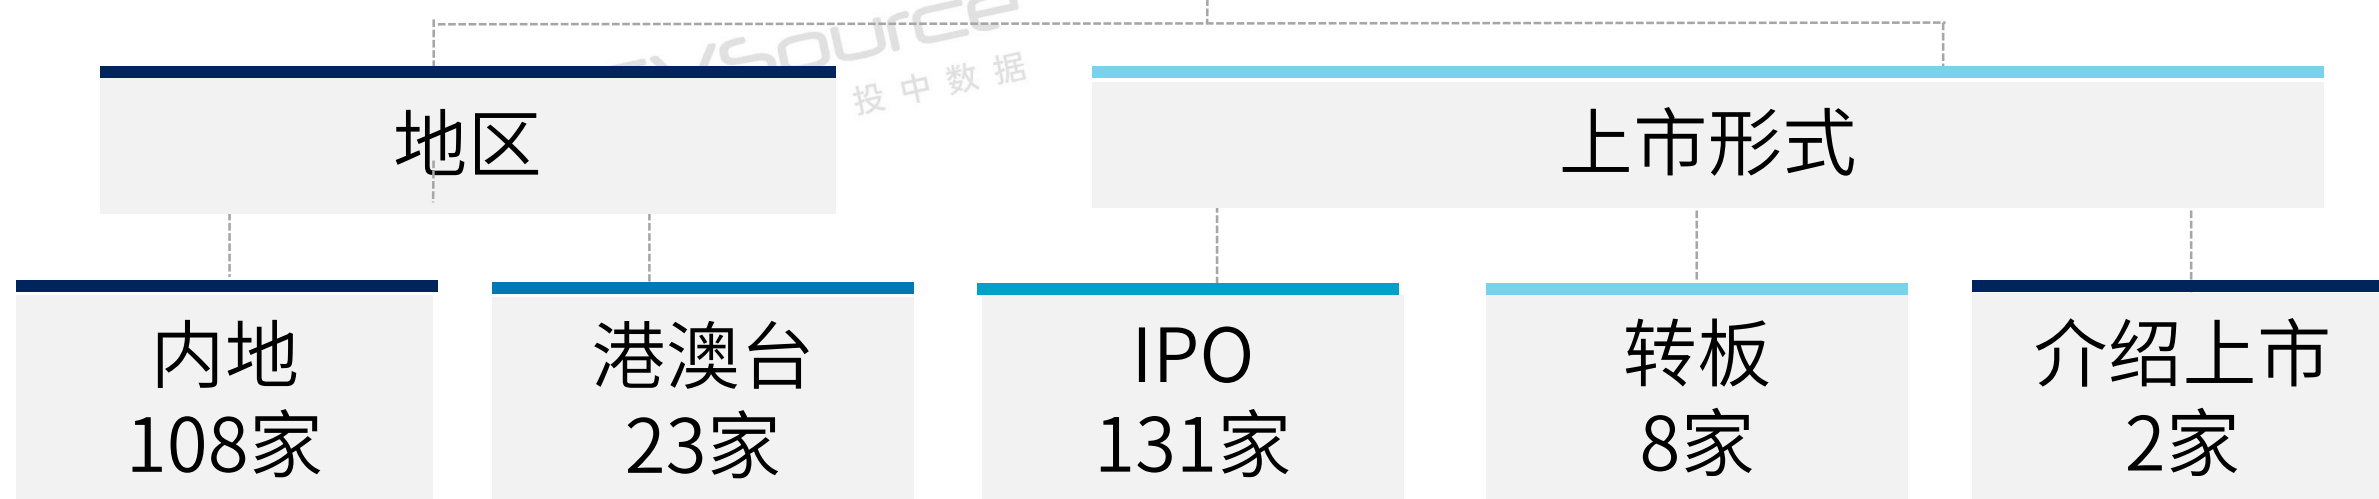 CVSource
投中数据
地区
上市形式
内地
108家
港澳台
23家
IPO
131家
转板
8家
介绍上市
2家